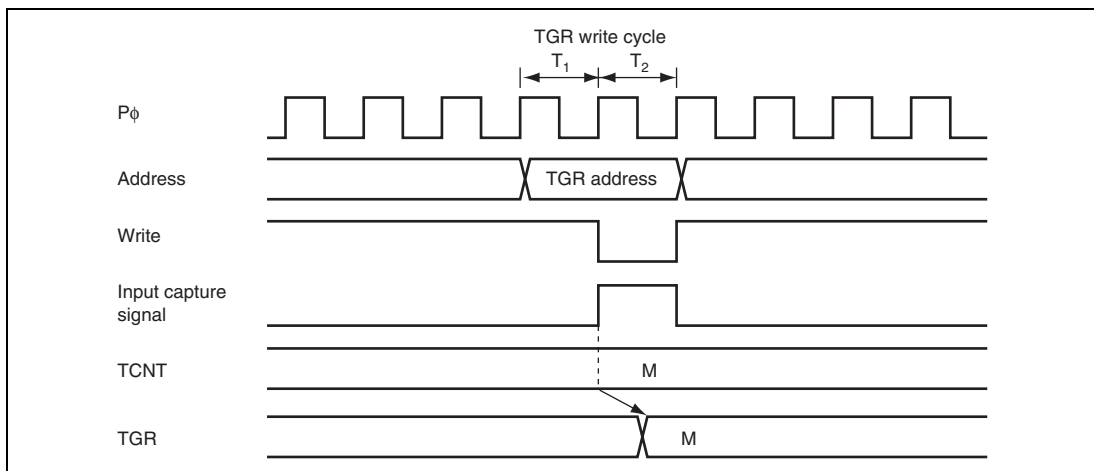 TGR write cycle
T1 T2
Pϕ
Address
TGR address
Write
Input capture
signal
TCNT
M
TGR
M